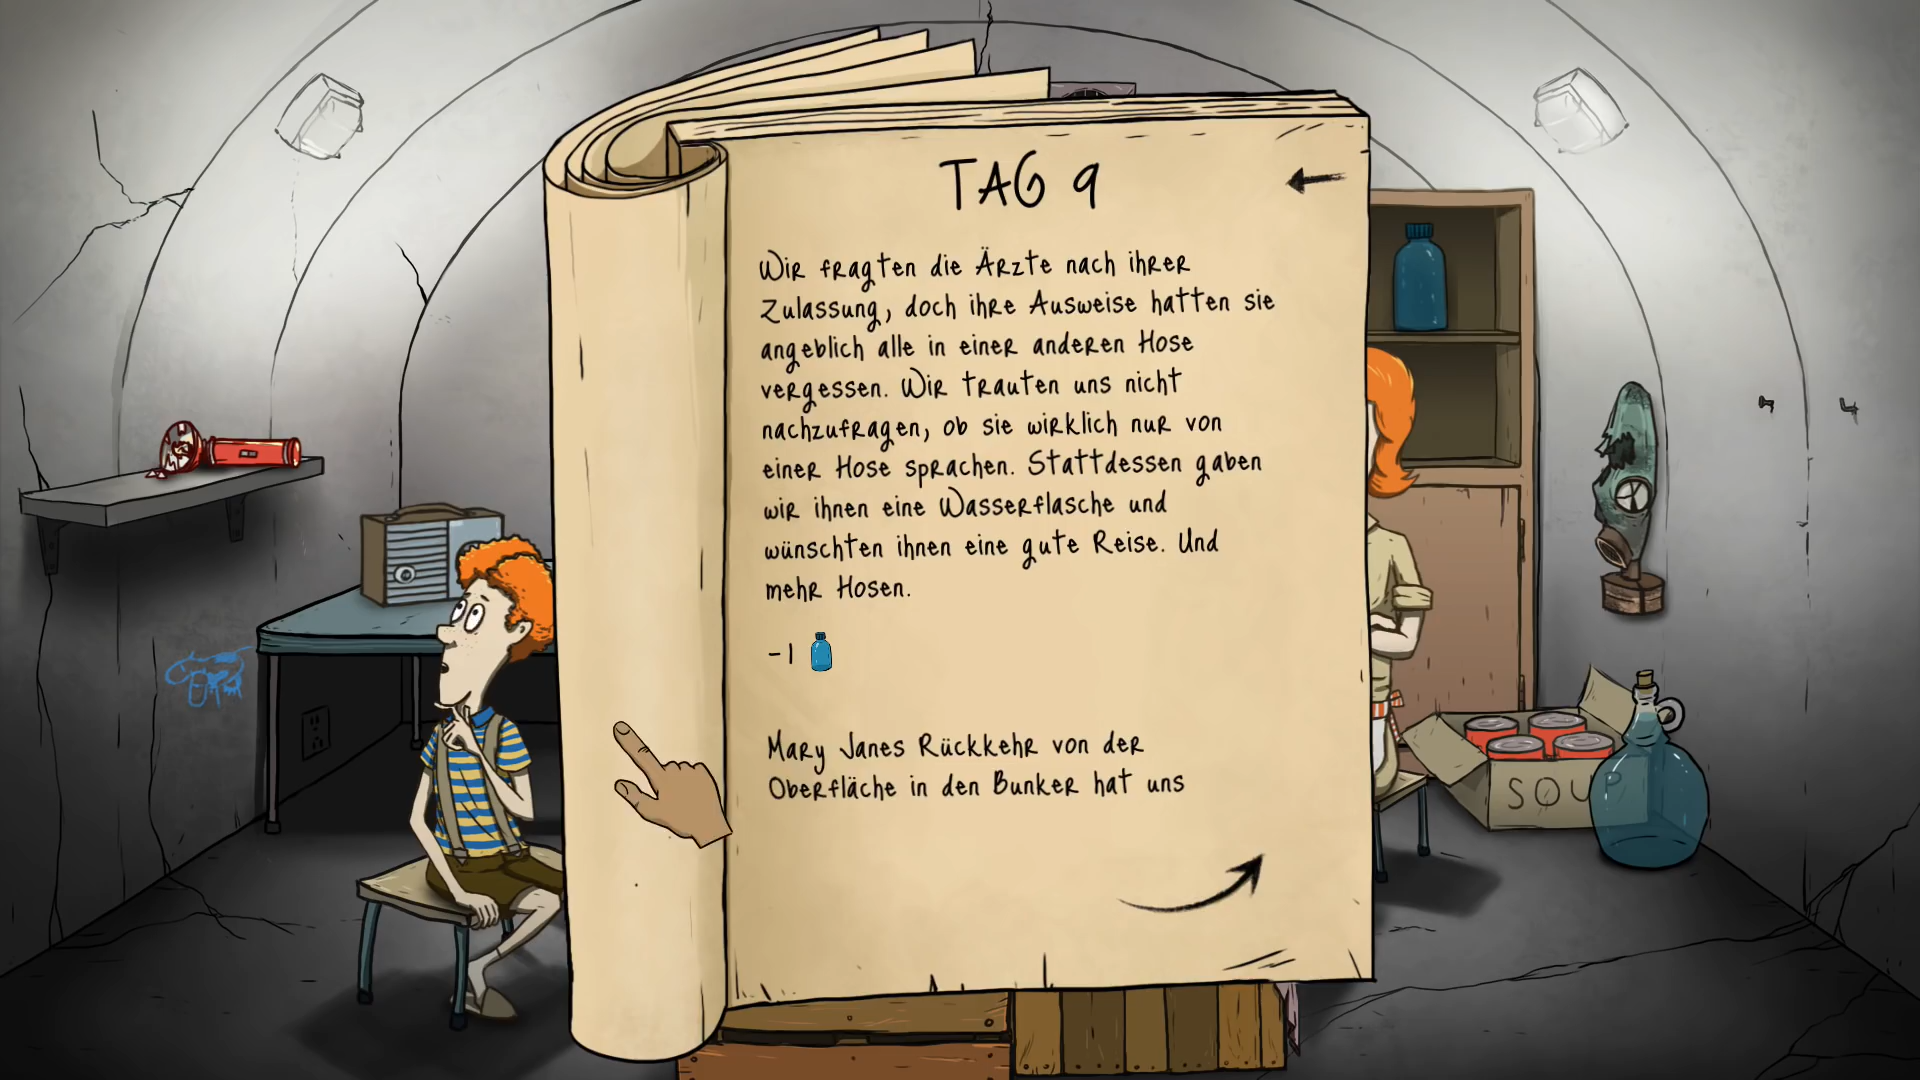 TAG 9
Wir fragten die Ärzte nach ihrer
Zulassung, doch ihre Ausweise hatten sie
angeblich alle in einer anderen Hose
vergessen. Wir trauten uns nicht
nachzufragen, ob sie wirklich nur von
einer Hose sprachen. Stattdessen gaben
wir ihnen eine Wasserflasche und
wünschten ihnen eine gute Reise. Und
mehr Hosen.
-1
Mary Janes Rückkehr von der
Oberfläche in den Bunker hat uns
SOU